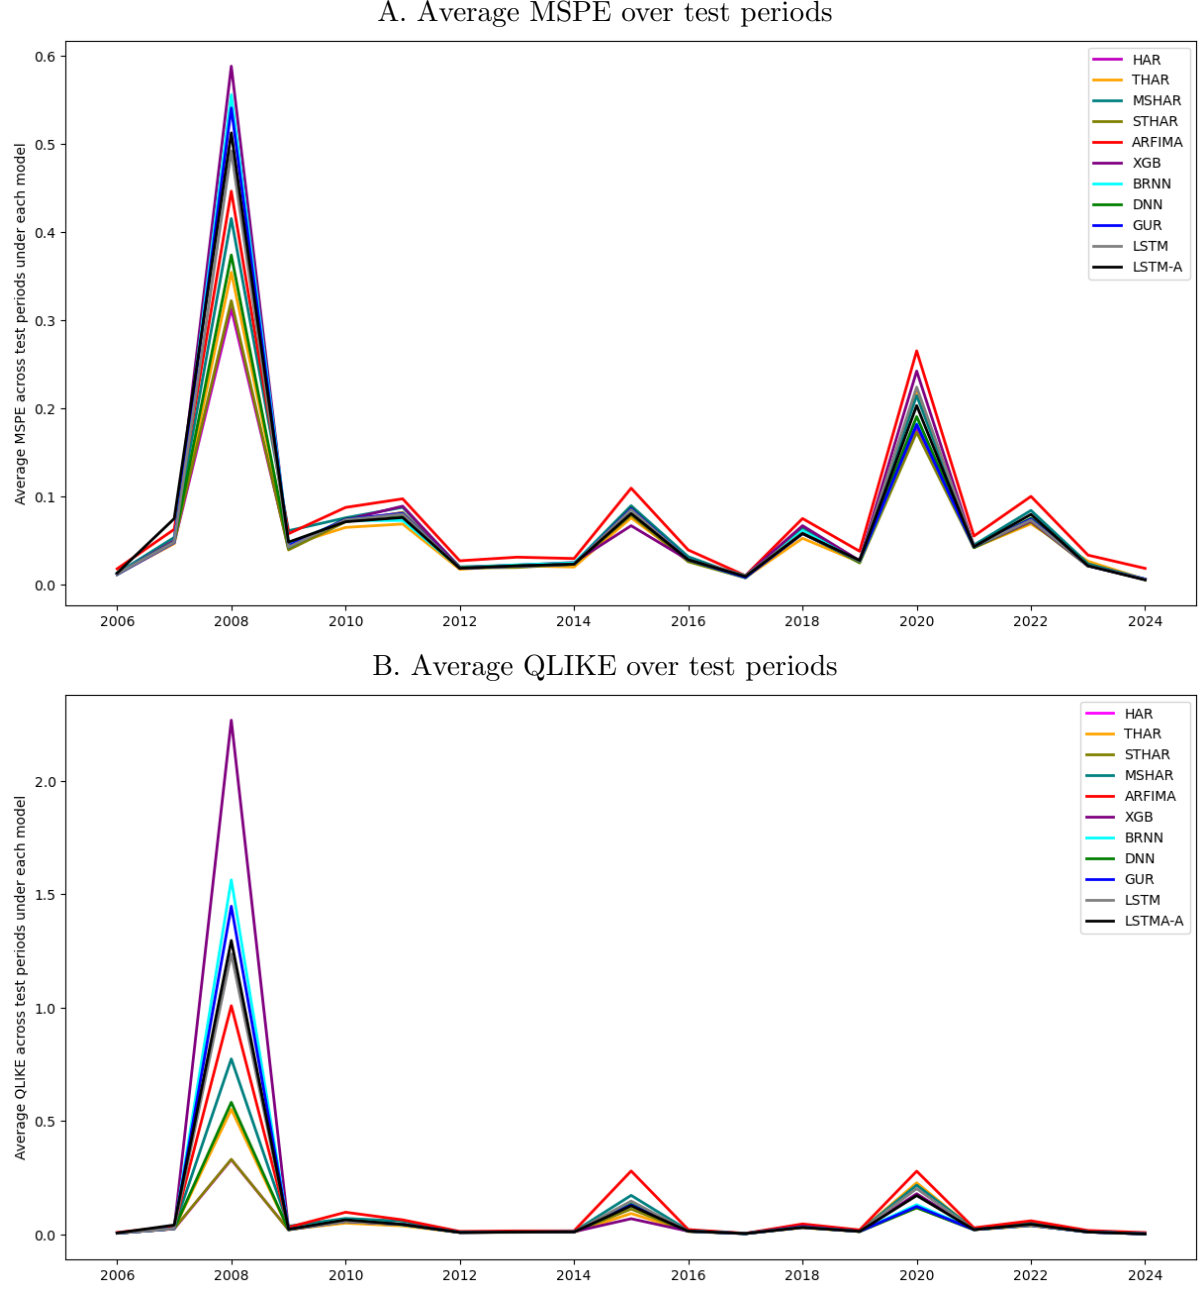 A. Average MSPE over test periods
Average MSPE across test periods under each model
0.6
0.5
0.4
0.3
0.2
0.1
0.0
HAR
THAR
MSHAR
STHAR
ARFIMA
XGB
BRNN
DNN
GUR
LSTM
LSTM-A
2006 2008 2010 2012 2014 2016 2018 2020 2022 2024
B. Average QLIKE over test periods
Average QLIKE across test periods under each model
2.0
1.5
1.0
0.5
0.0
HAR
THAR
STHAR
MSHAR
ARFIMA
XGB
BRNN
DNN
GUR
LSTM
LSTMA-A
2006 2008 2010 2012 2014 2016 2018 2020 2022 2024